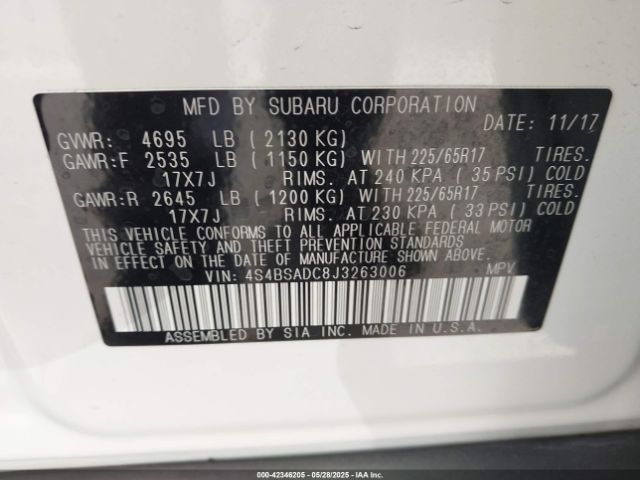 MFD BY SUBARU CORPORATION
DATE: 11/17
GVWR: 4695 LB ( 2130 KG)
GAWR:F 2535 LB ( 1150 KG) WITH 225/65R17 TIRES.
17X7J RIMS. AT 240 KPA ( 35 PSI) COLD
GAWR:R 2645 LB ( 1200 KG) WITH 225/65R17 TIRES.
17X7J RIMS. AT 230 KPA ( 33 PSI) COLD
THIS VEHICLE CONFORMS TO ALL APPLICABLE FEDERAL MOTOR
VEHICLE SAFETY AND THEFT PREVENTION STANDARDS
IN EFFECT ON THE DATE OF MANUFACTURE SHOWN ABOVE.
VIN: 4S4BSADC8J3263006 MPV
ASSEMBLED BY SIA INC. MADE IN U.S.A.
000-42346205 - 05/28/2025 - IAAI.COM